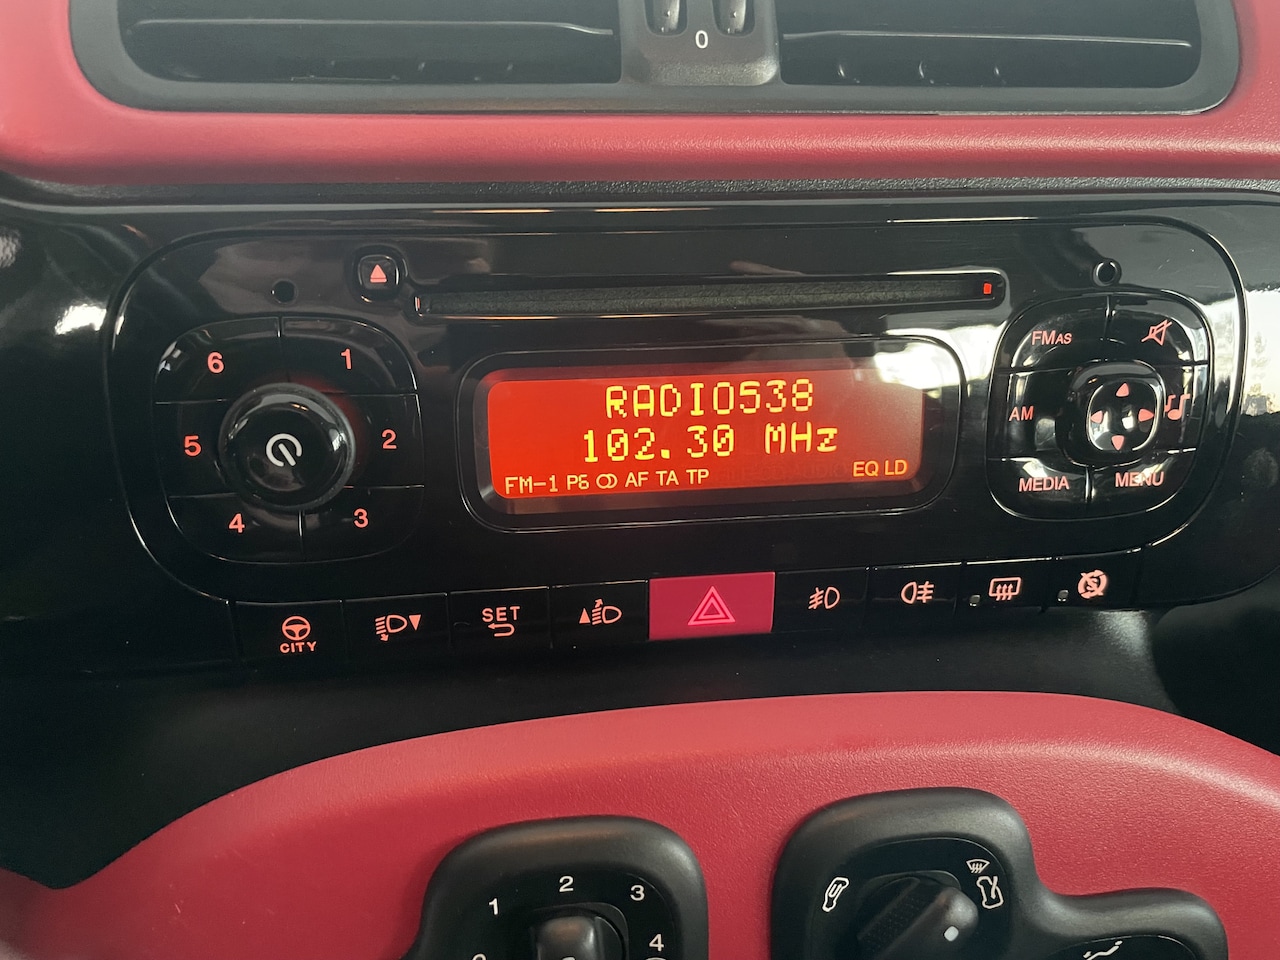 0
6 1
5 2
4 3
RADIO538
102.30 MHz
FM-1 P6 AF TA TP EQ LD
FMAS
AM
MEDIA MENU
CITY
SET
1 2 3
4